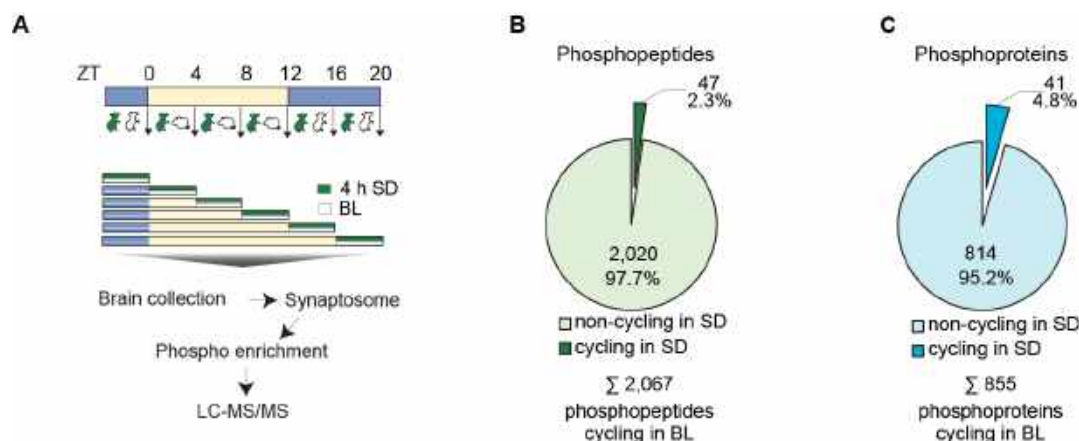 A
ZT 0 4 8 12 16 20
4 h SD
BL
Brain collection
Synaptosome
Phospho enrichment
LC-MS/MS
B
Phosphopeptides
47
2.3%
2,020
97.7%
non-cycling in SD
cycling in SD
∑ 2,067
phosphopeptides
cycling in BL
C
Phosphoproteins
41
4.8%
814
95.2%
non-cycling in SD
cycling in SD
∑ 855
phosphoproteins
cycling in BL